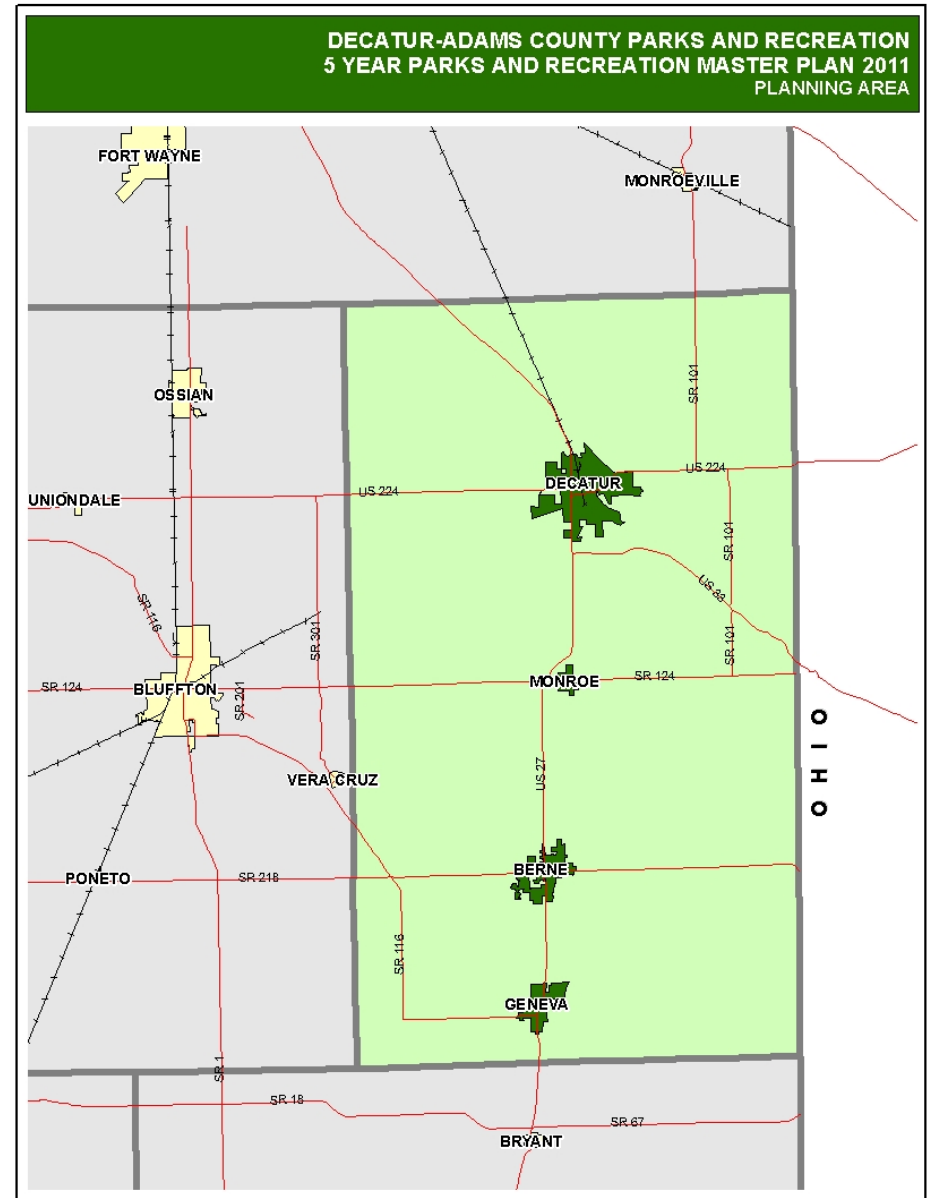 DECATUR-ADAMS COUNTY PARKS AND RECREATION
5 YEAR PARKS AND RECREATION MASTER PLAN 2011
PLANNING AREA
FORT WAYNE
MONROEVILLE
SR 101
OSSIAN
US 224
DECATUR
US 224
UNIONDALE
SR 101
US 33
SR 116
SR 301
SR 101
SR 124
BLUFFTON
SR 201
MONROE
SR 124
OHIO
VERA CRUZ
US 27
PONETO
SR 218
BERNE
SR 116
GENEVA
SR 1
SR 18
SR 67
BRYANT